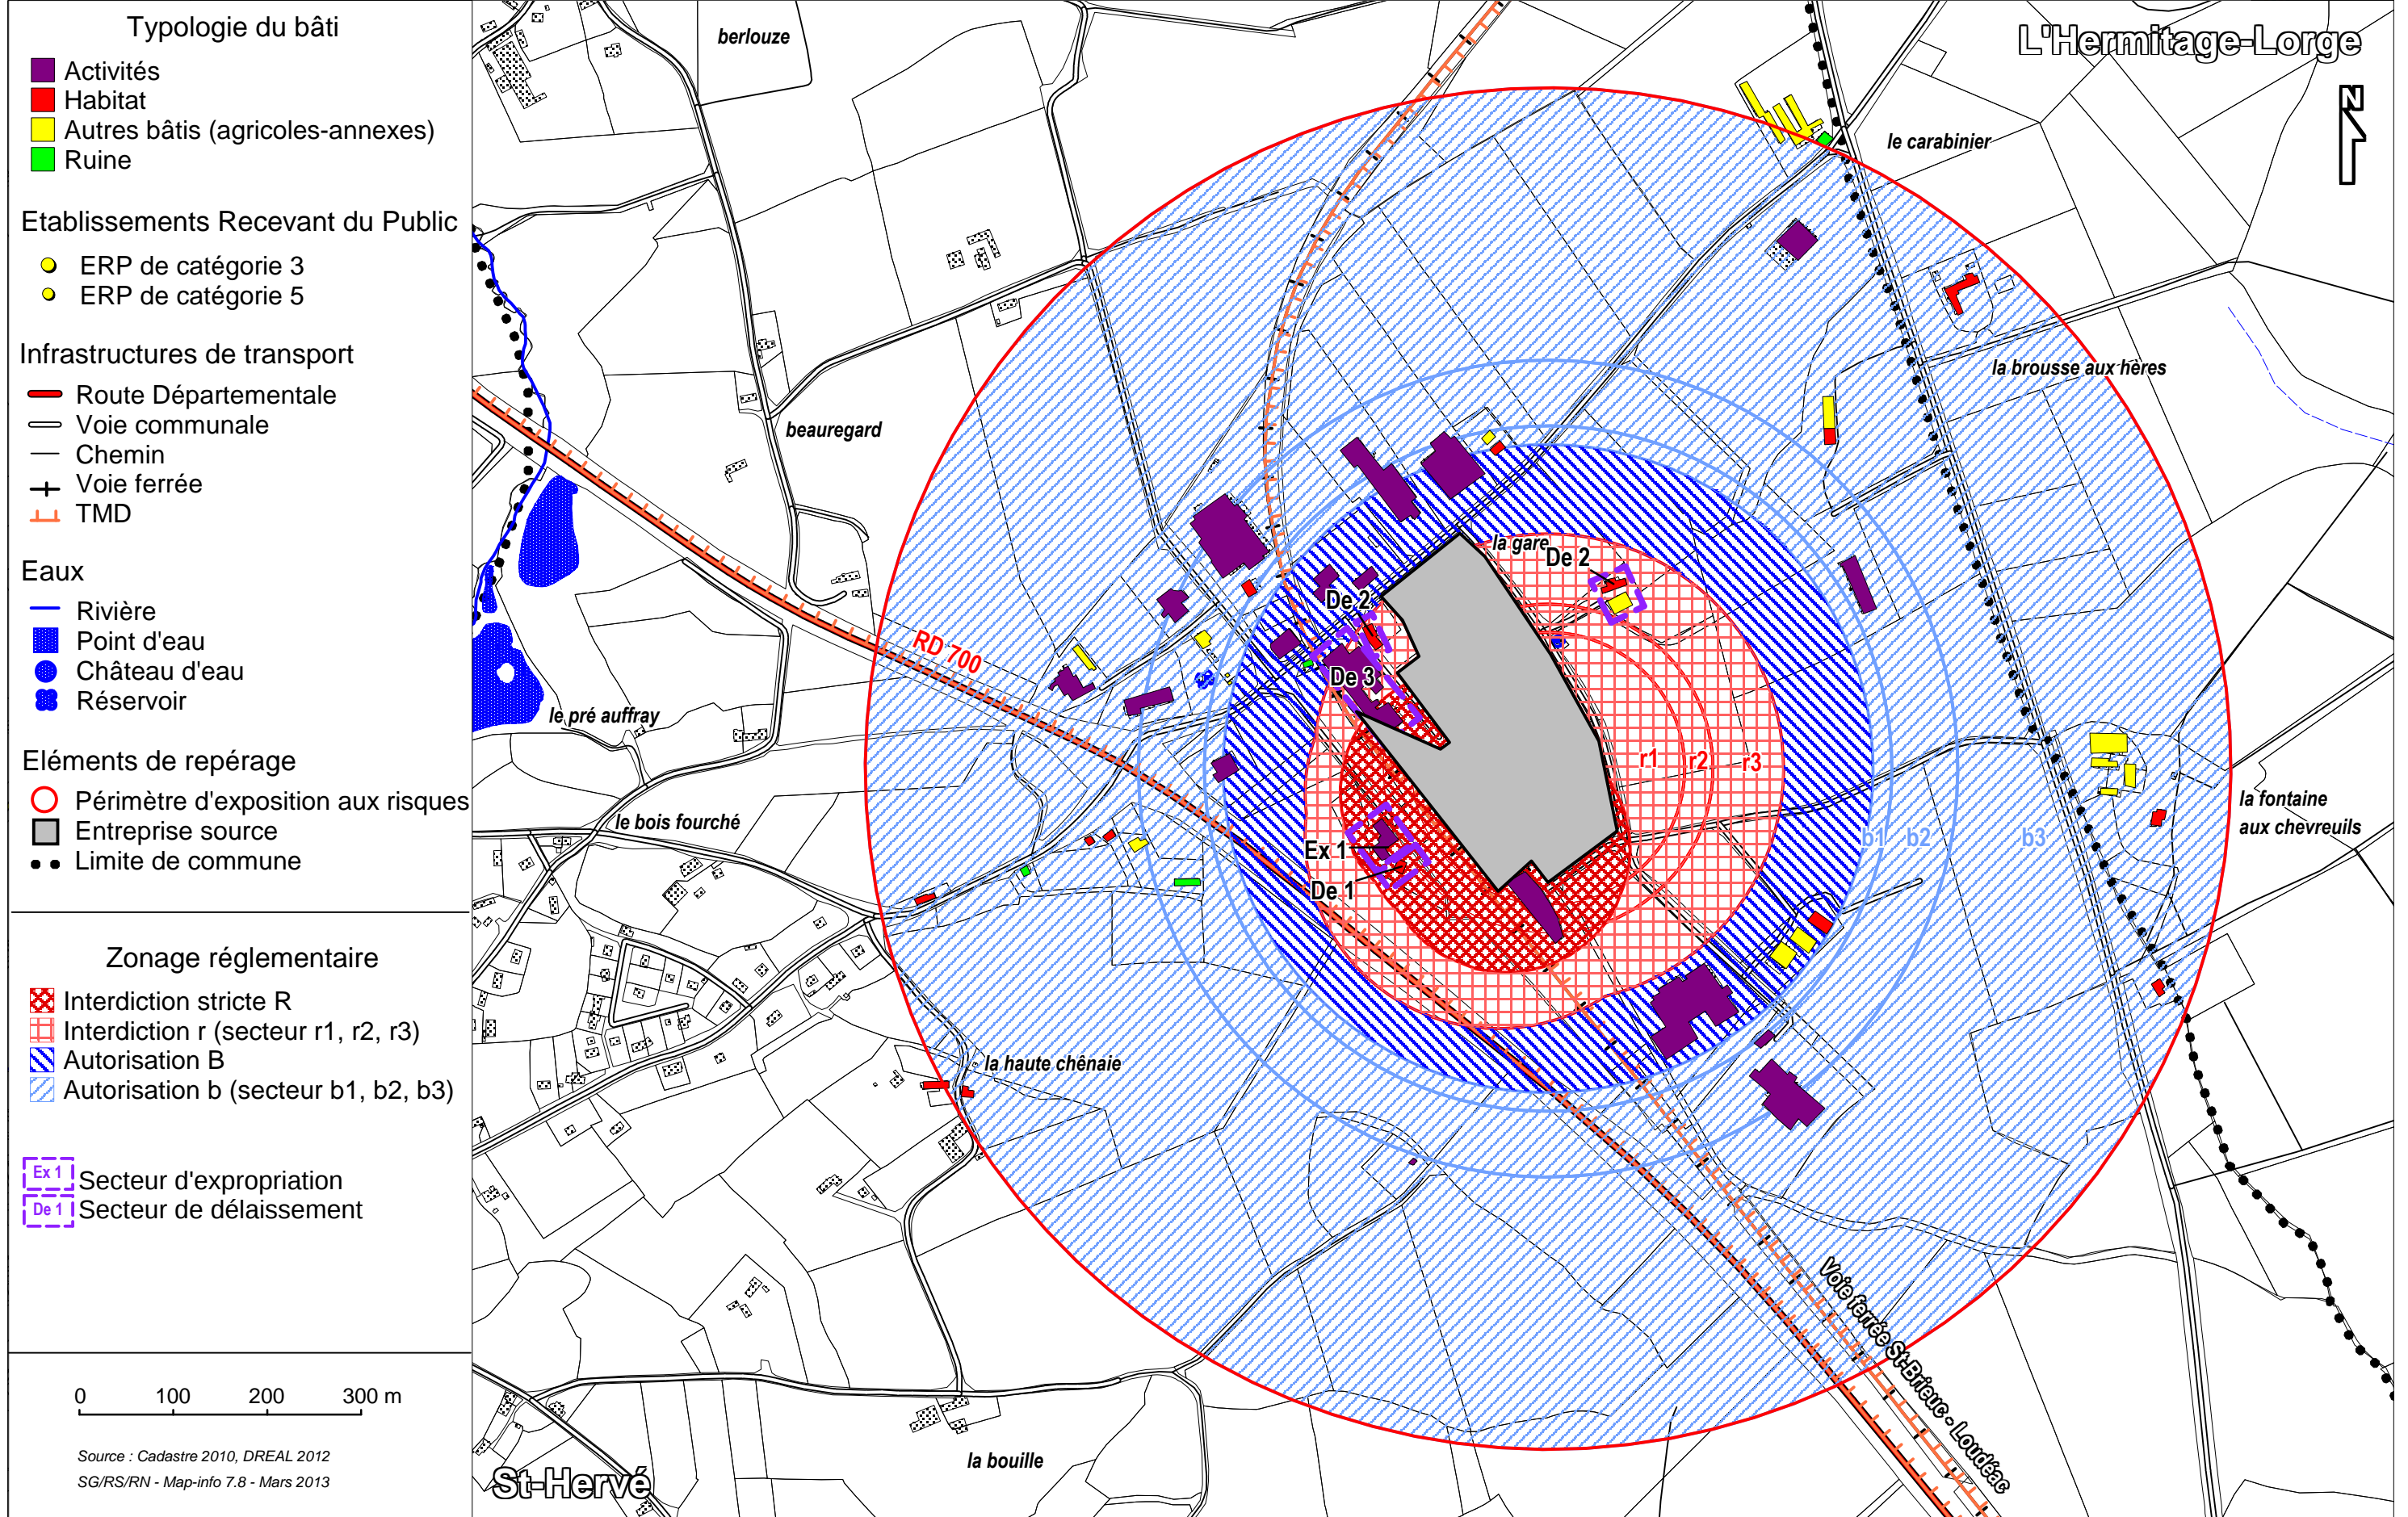 Typologie du bâti
Activités
Habitat
Autres bâtis (agricoles-annexes)
Ruine
Etablissements Recevant du Public
ERP de catégorie 3
ERP de catégorie 5
Infrastructures de transport
Route Départementale
Voie communale
Chemin
Voie ferrée
TMD
Eaux
Rivière
Point d'eau
Château d'eau
Réservoir
Eléments de repérage
Périmètre d'exposition aux risques
Entreprise source
Limite de commune
Zonage réglementaire
Interdiction stricte R
Interdiction r (secteur r1, r2, r3)
Autorisation B
Autorisation b (secteur b1, b2, b3)
Ex 1 Secteur d'expropriation
De 1 Secteur de délaissement
0 100 200 300 m
Source : Cadastre 2010, DREAL 2012
SG/RS/RN - Map-info 7.8 - Mars 2013
berlouze
L'Hermitage-Lorge
N
le carabinier
la brousse aux hères
beauregard
la gare
De 2
De 2
RD 700
De 3
le pré auffray
r1
r2
r3
la fontaine
aux chevreuils
le bois fourché
b1
b2
b3
Ex 1
De 1
la haute chênaie
Voie ferrée St-Brieuc - Loudéac
la bouille
St-Hervé